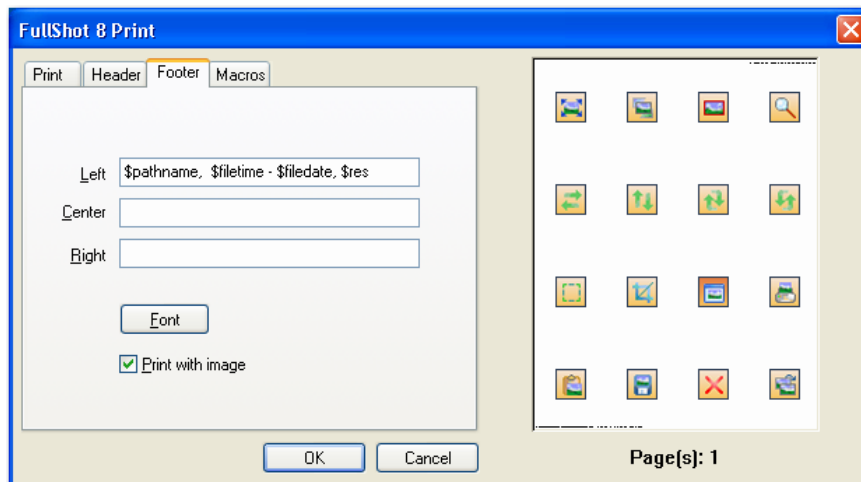 FullShot 8 Print
Print Header Footer Macros
Left $pathname, $filetime - $filedate, $res
Center
Right
Font
Print with image
OK Cancel
Page(s): 1